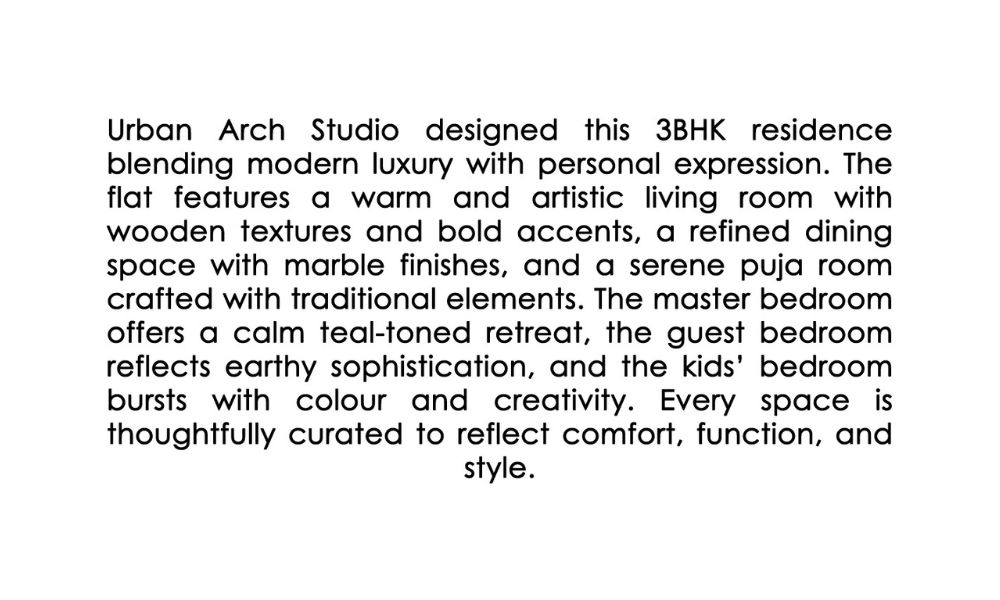 Urban Arch Studio designed this 3BHK residence
blending modern luxury with personal expression. The
flat features a warm and artistic living room with
wooden textures and bold accents, a refined dining
space with marble finishes, and a serene puja room
crafted with traditional elements. The master bedroom
offers a calm teal-toned retreat, the guest bedroom
reflects earthy sophistication, and the kids’ bedroom
bursts with colour and creativity. Every space is
thoughtfully curated to reflect comfort, function, and
style.